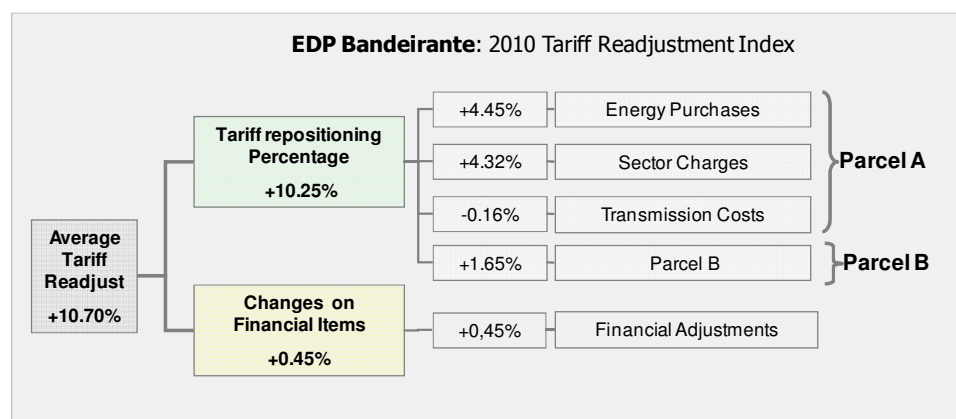 EDP Bandeirante: 2010 Tariff Readjustment Index
Average
Tariff
Readjust
+10.70%
Tariff repositioning
Percentage
+10.25%
+4.45%
Energy Purchases
+4.32%
Sector Charges
-0.16%
Transmission Costs
Parcel A
+1.65%
Parcel B
Parcel B
Changes on
Financial Items
+0.45%
+0,45%
Financial Adjustments